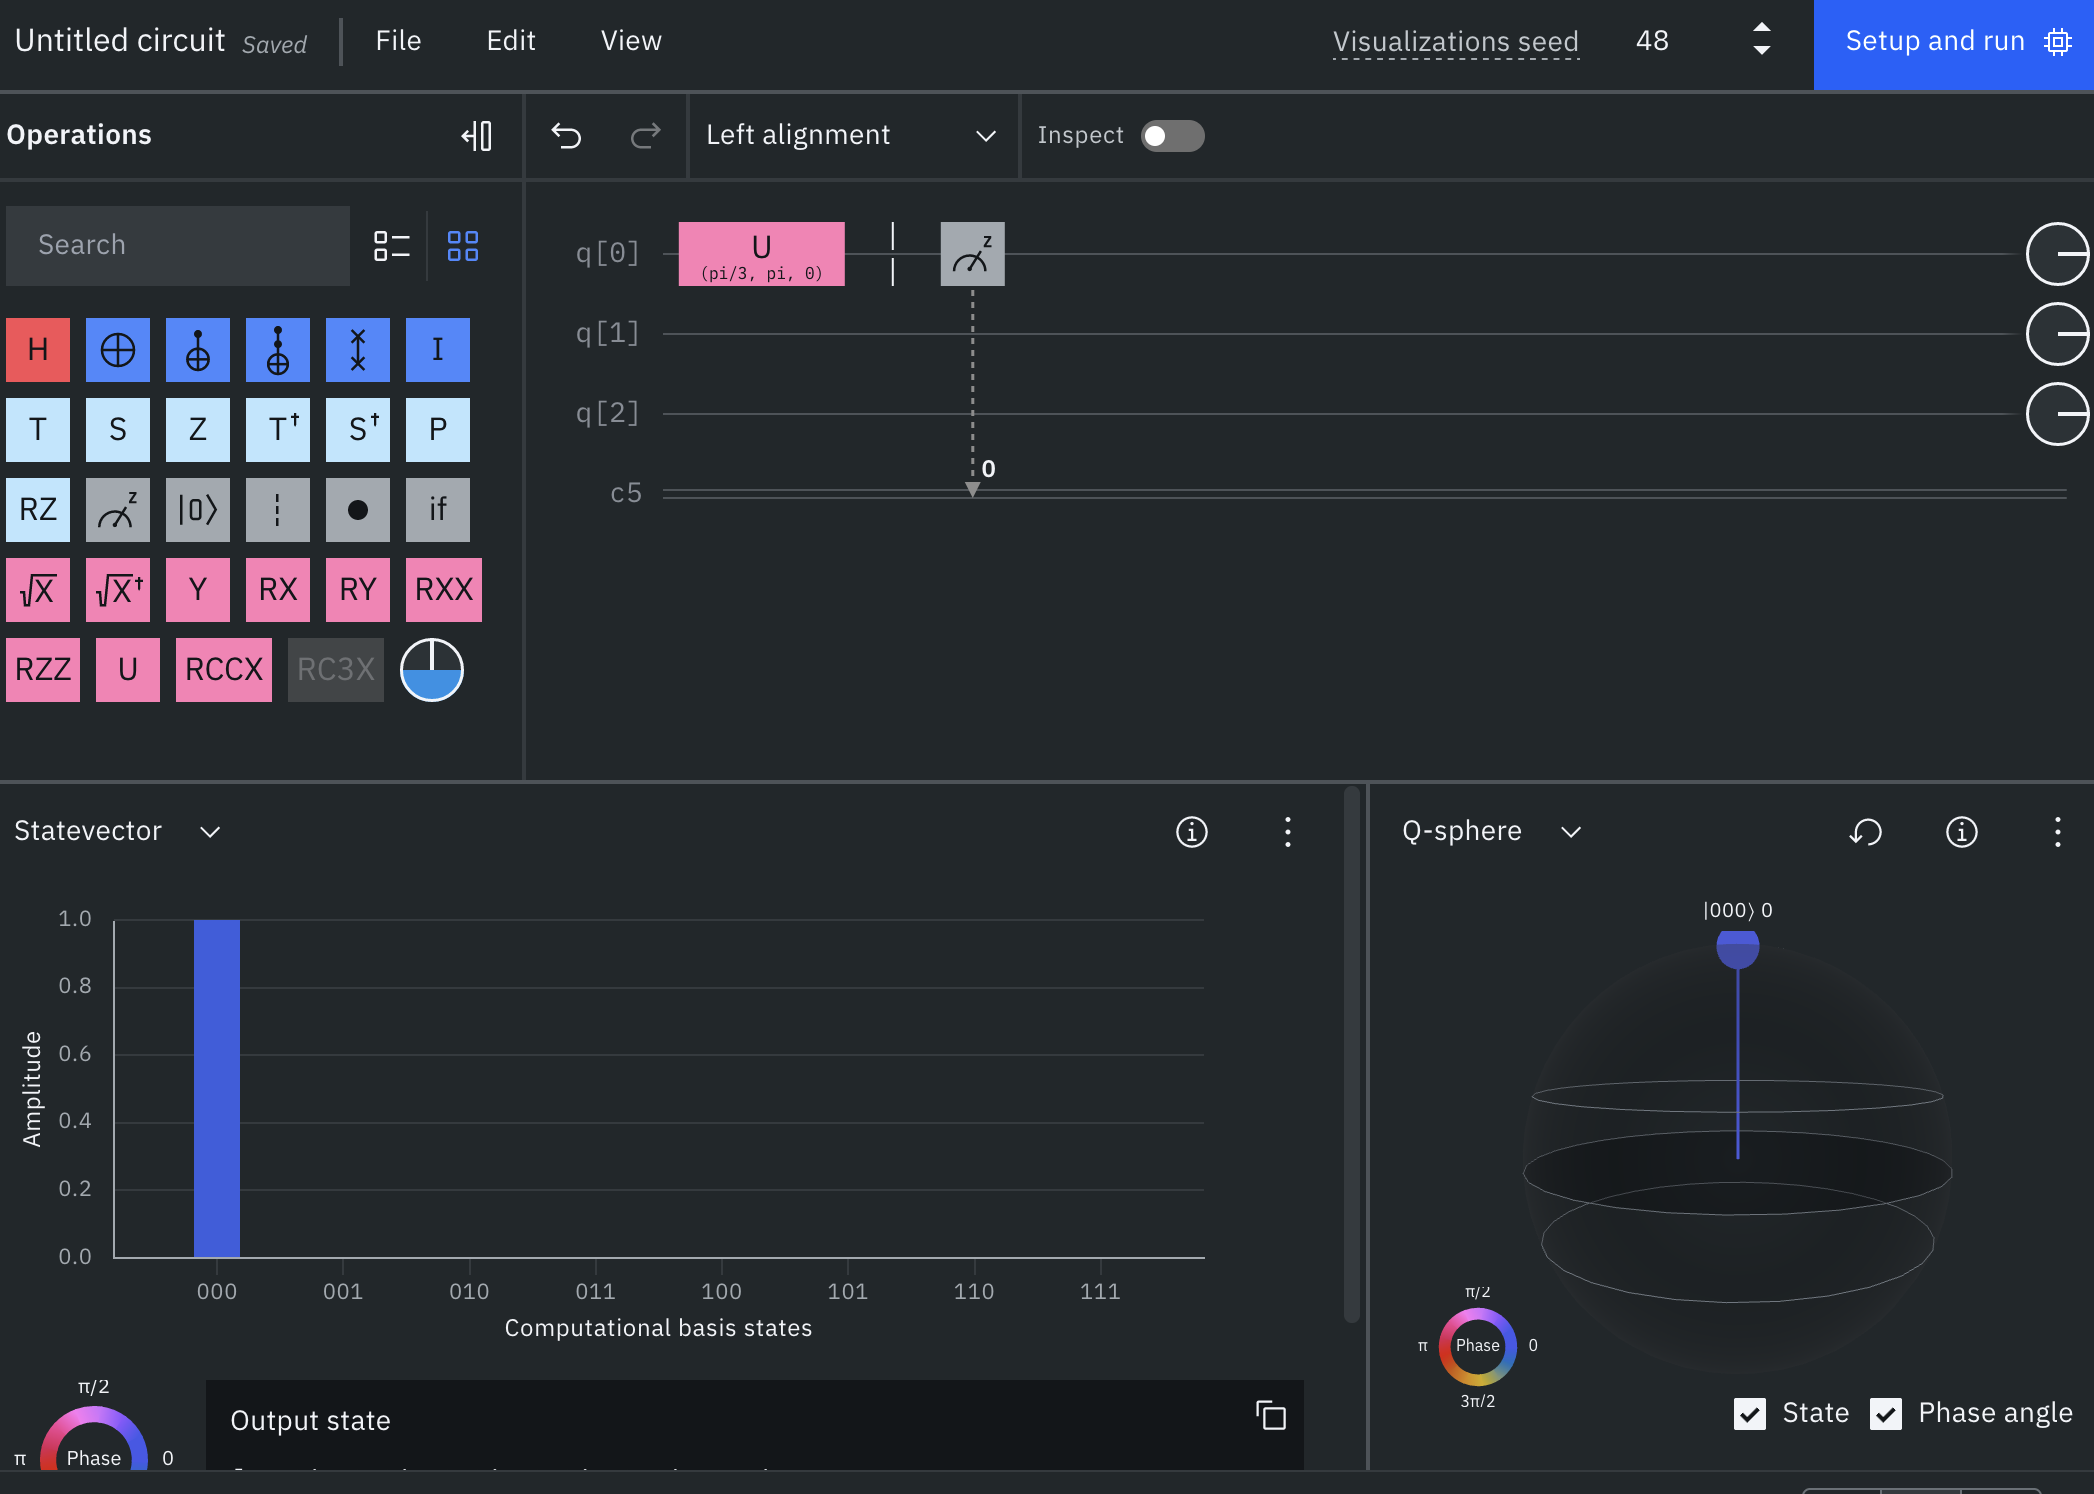 Untitled circuit Saved File Edit View Visualizations seed 48 Setup and run
Operations Left alignment Inspect
Search
H I
T S Z T† S† P
RZ z |0⟩ if
√X √X† Y RX RY RXX
RZZ U RCCX RC3X
q[0] U z
(pi/3, pi, 0)
q[1]
q[2]
0
c5
Statevector
1.0
0.8
0.6
0.4
0.2
0.0
Amplitude
000 001 010 011 100 101 110 111
Computational basis states
π/2
π Phase 0
Output state
Q-sphere
|000⟩ 0
π/2
π Phase 0
3π/2
State Phase angle